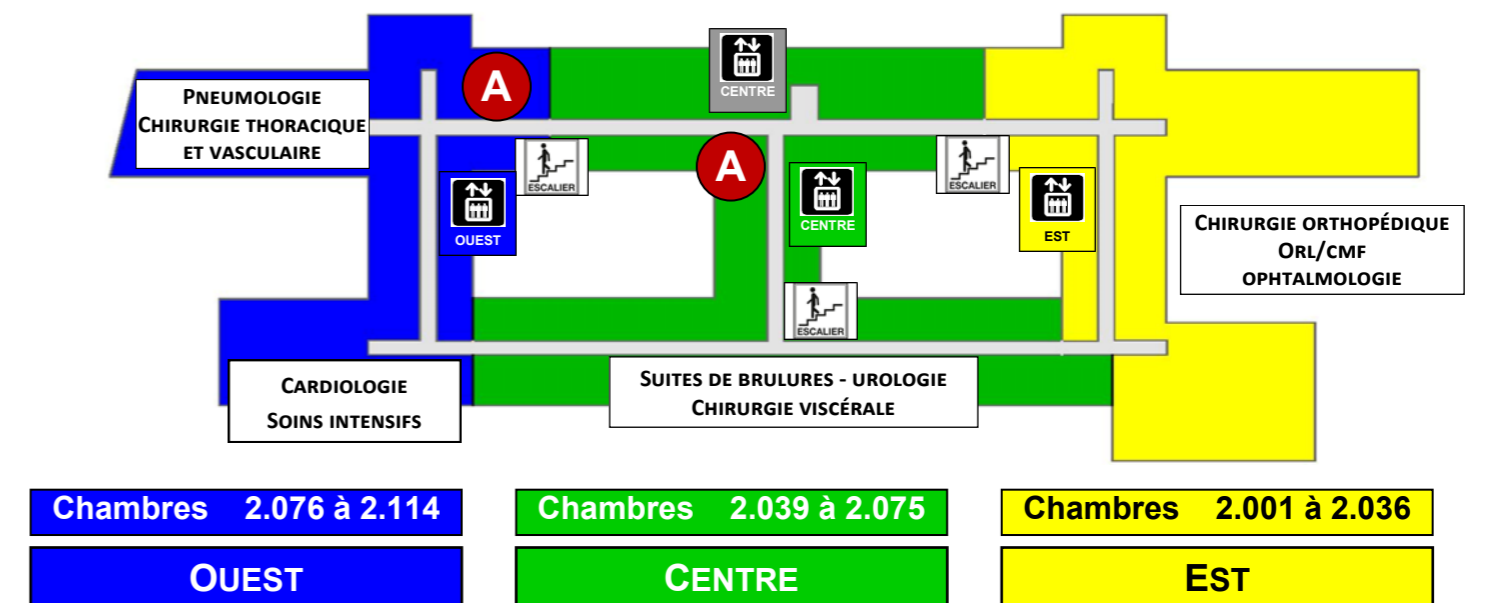 CENTRE
A
PNEUMOLOGIE
CHIRURGIE THORACIQUE
ET VASCULAIRE
A
ESCALIER
ESCALIER
OUEST
CENTRE
EST
CHIRURGIE ORTHOPÉDIQUE
ORL/CMF
OPHTALMOLOGIE
ESCALIER
CARDIOLOGIE
SOINS INTENSIFS
SUITES DE BRULURES - UROLOGIE
CHIRURGIE VISCÉRALE
Chambres 2.076 à 2.114
Chambres 2.039 à 2.075
Chambres 2.001 à 2.036
OUEST
CENTRE
EST